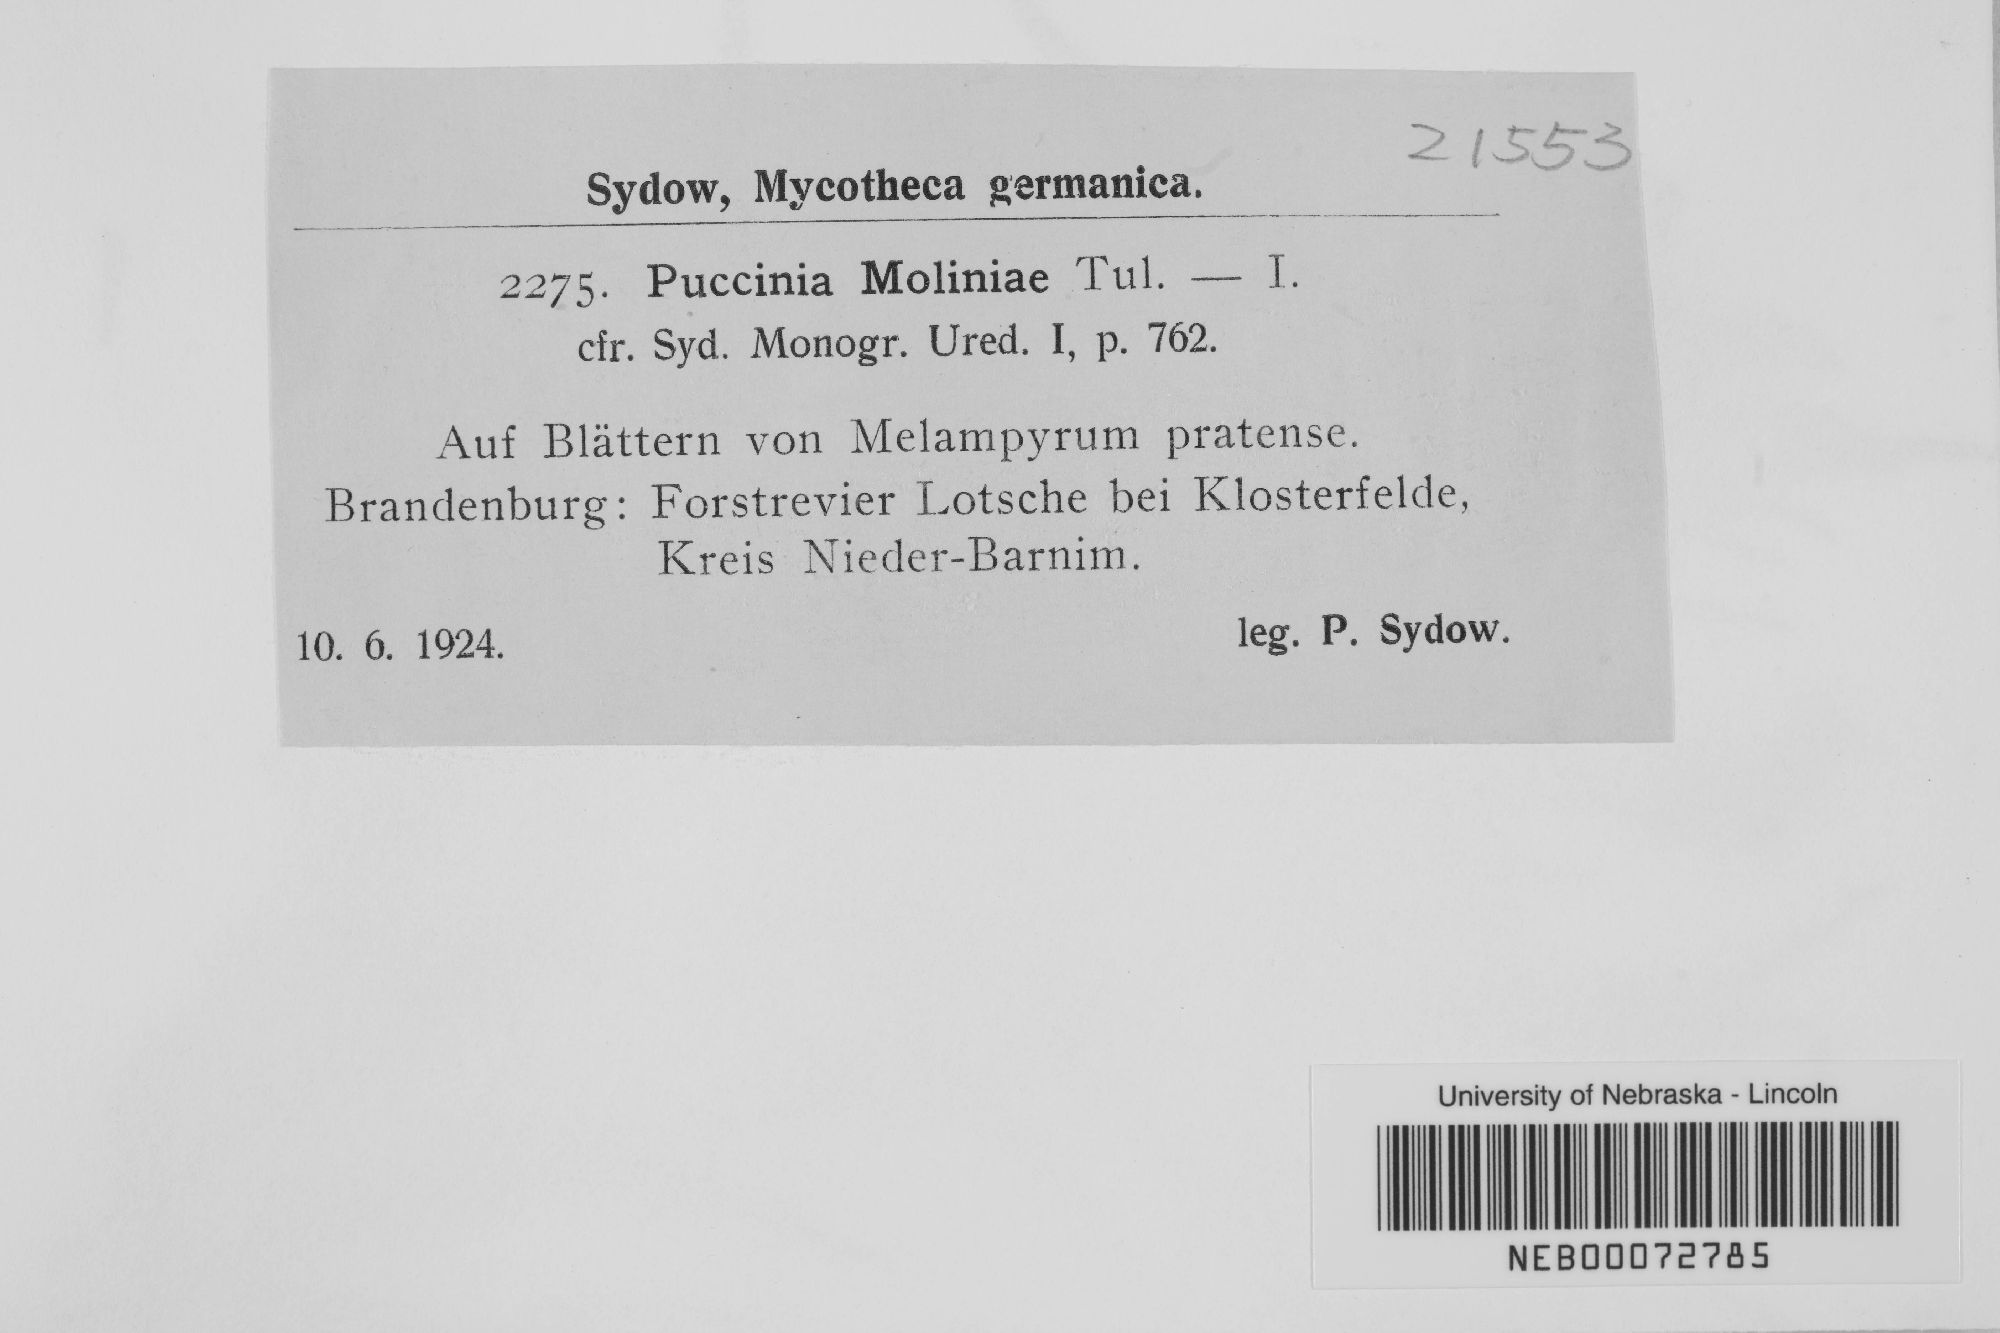 21553
Sydow, Mycotheca germanica.
2275. Puccinia Moliniae Tul. — I.
cfr. Syd. Monogr. Ured. I, p. 762.
Auf Blättern von Melampyrum pratense.
Brandenburg: Forstrevier Lotsche bei Klosterfelde,
Kreis Nieder-Barnim.
10. 6. 1924. leg. P. Sydow.
University of Nebraska - Lincoln
NEB00072785